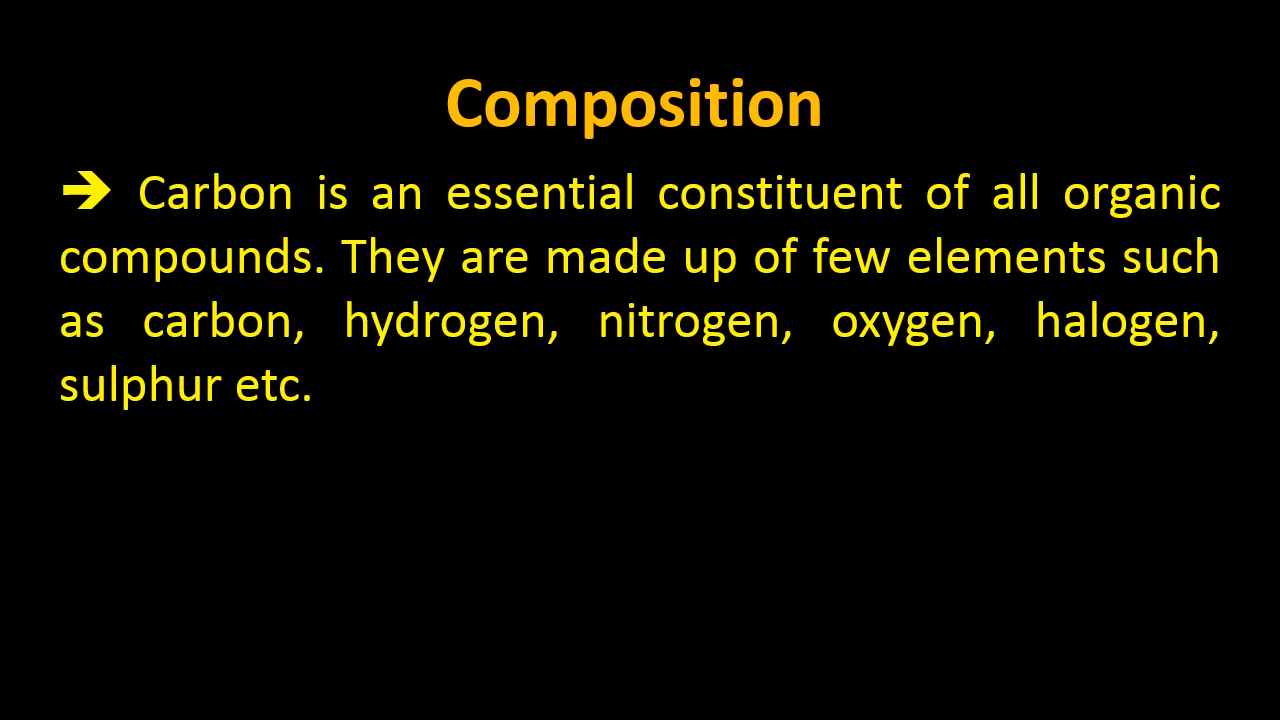 Composition
➔ Carbon is an essential constituent of all organic
compounds. They are made up of few elements such
as carbon, hydrogen, nitrogen, oxygen, halogen,
sulphur etc.